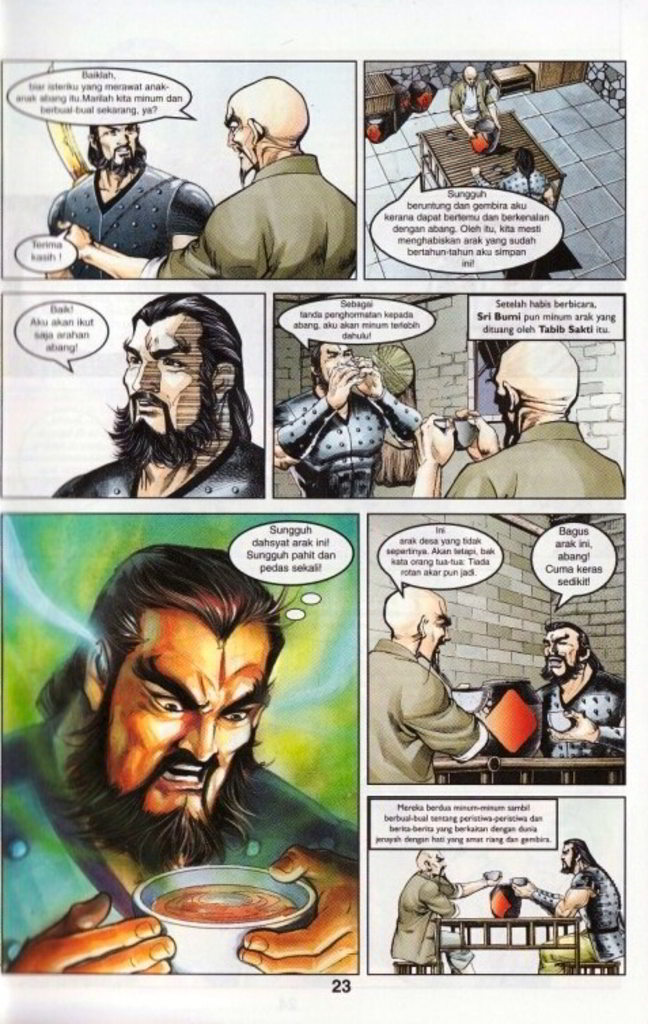 Baiklah,
biar isteriku yang merawat anak-
anak abang itu.Marilah kita minum dan
berbual-bual sekarang, ya?
Terima
kasih !
Sungguh
beruntung dan gembira aku
kerana dapat bertemu dan berkenalan
dengan abang. Oleh itu, kita mesti
menghabiskan arak yang sudah
bertahun-tahun aku simpan
ini!
Baik!
Aku akan ikut
saja arahan
abang!
Sebagai
tanda penghormatan kepada
abang, aku akan minum terlebih
dahulu!
Setelah habis berbicara,
Sri Bumi pun minum arak yang
dituang oleh Tabib Sakti itu.
Sungguh
dahsyat arak ini!
Sungguh pahit dan
pedas sekali!
Ini
arak desa yang tidak
sepertinya. Akan tetapi, bak
kata orang tua-tua: Tiada
rotan akar pun jadi.
Bagus
arak ini,
abang!
Cuma keras
sedikit!
Mereka berdua minum-minum sambil
berbual-bual tentang peristiwa-peristiwa dan
berita-berita yang berkaitan dengan dunia
jenayah dengan hati yang amat riang dan gembira.
23